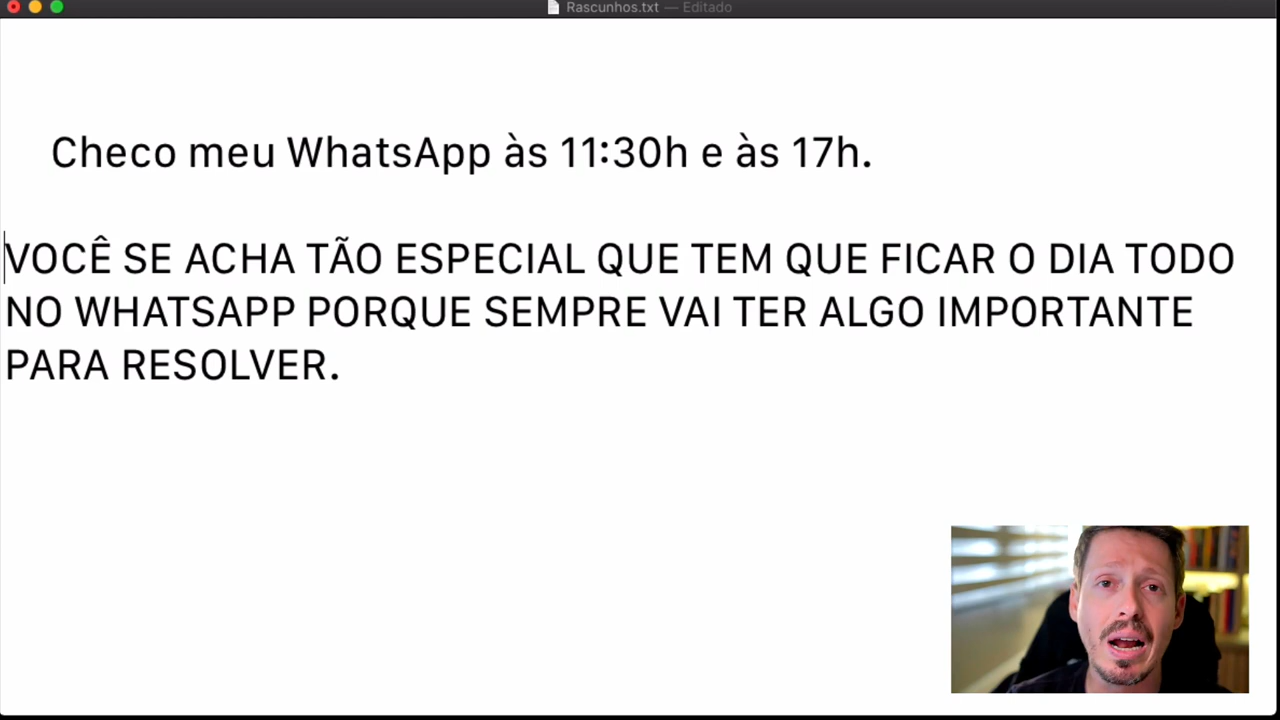 Rascunhos.txt — Editado
Checo meu WhatsApp às 11:30h e às 17h.
VOCÊ SE ACHA TÃO ESPECIAL QUE TEM QUE FICAR O DIA TODO
NO WHATSAPP PORQUE SEMPRE VAI TER ALGO IMPORTANTE
PARA RESOLVER.